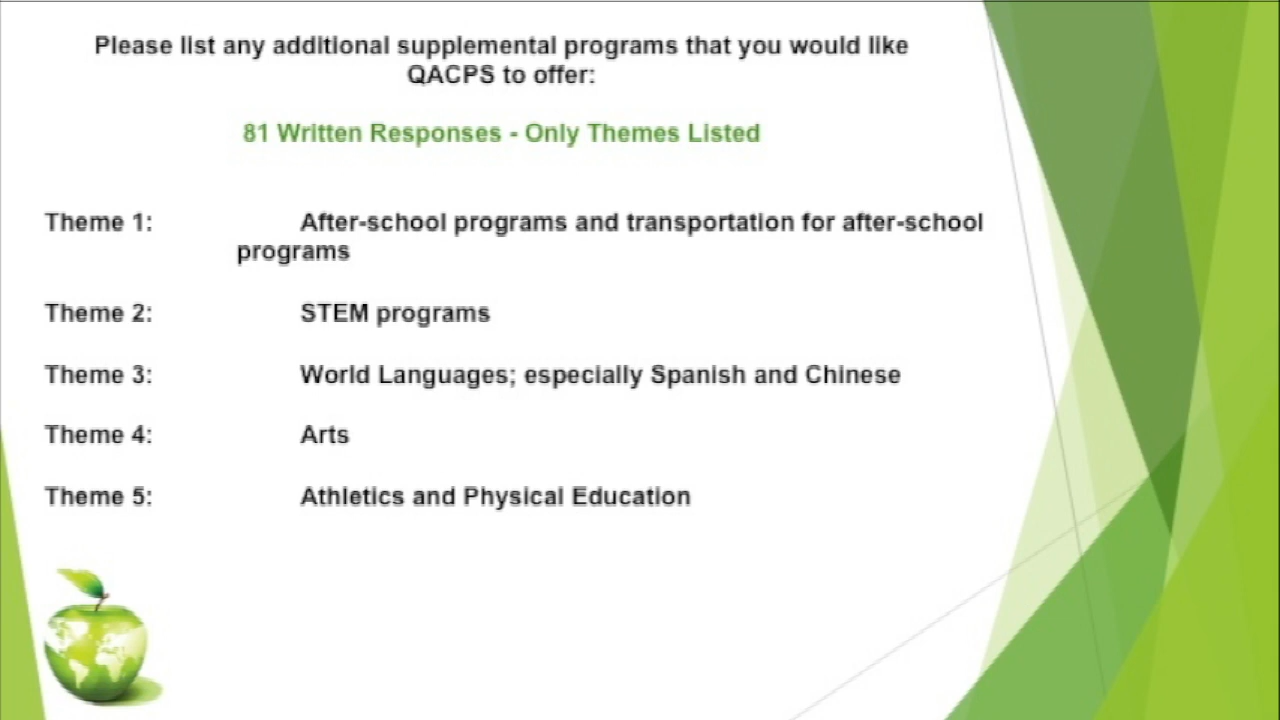 Please list any additional supplemental programs that you would like
QACPS to offer:
81 Written Responses - Only Themes Listed
Theme 1: After-school programs and transportation for after-school
programs
Theme 2: STEM programs
Theme 3: World Languages; especially Spanish and Chinese
Theme 4: Arts
Theme 5: Athletics and Physical Education